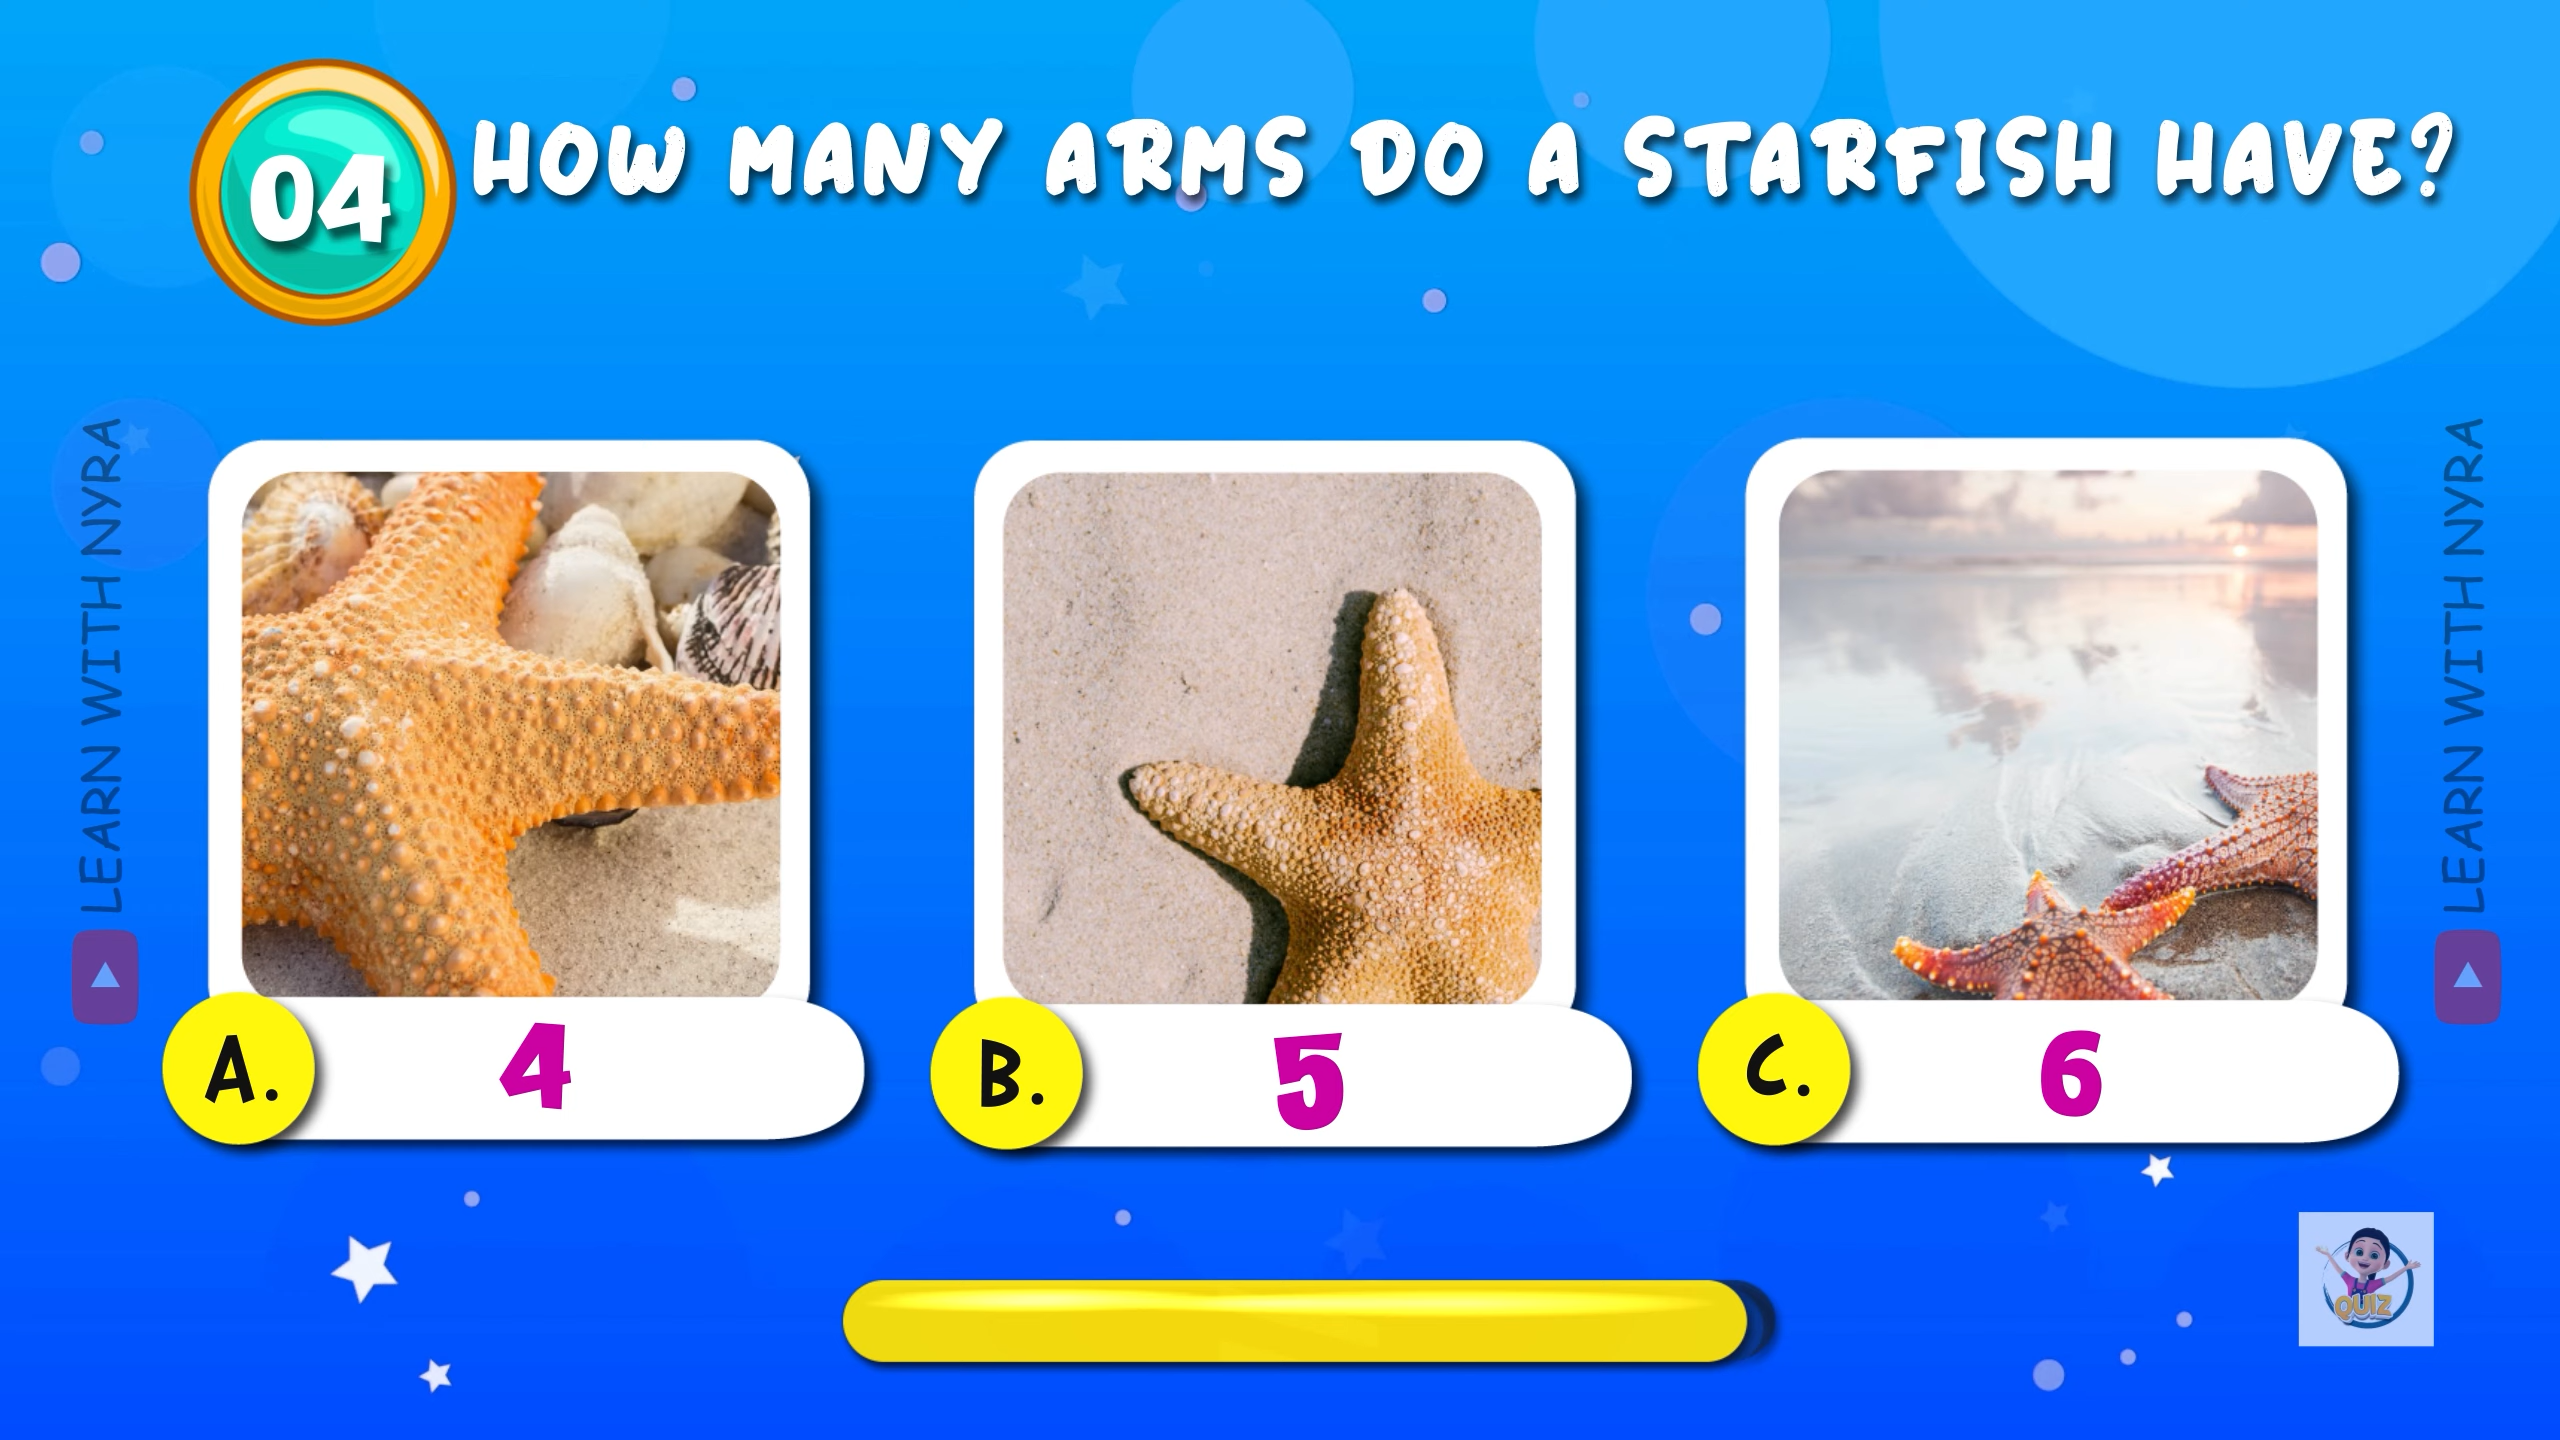 04
HOW MANY ARMS DO A STARFISH HAVE?
LEARN WITH NYRA
LEARN WITH NYRA
A. 4
B. 5
C. 6
QUIZ